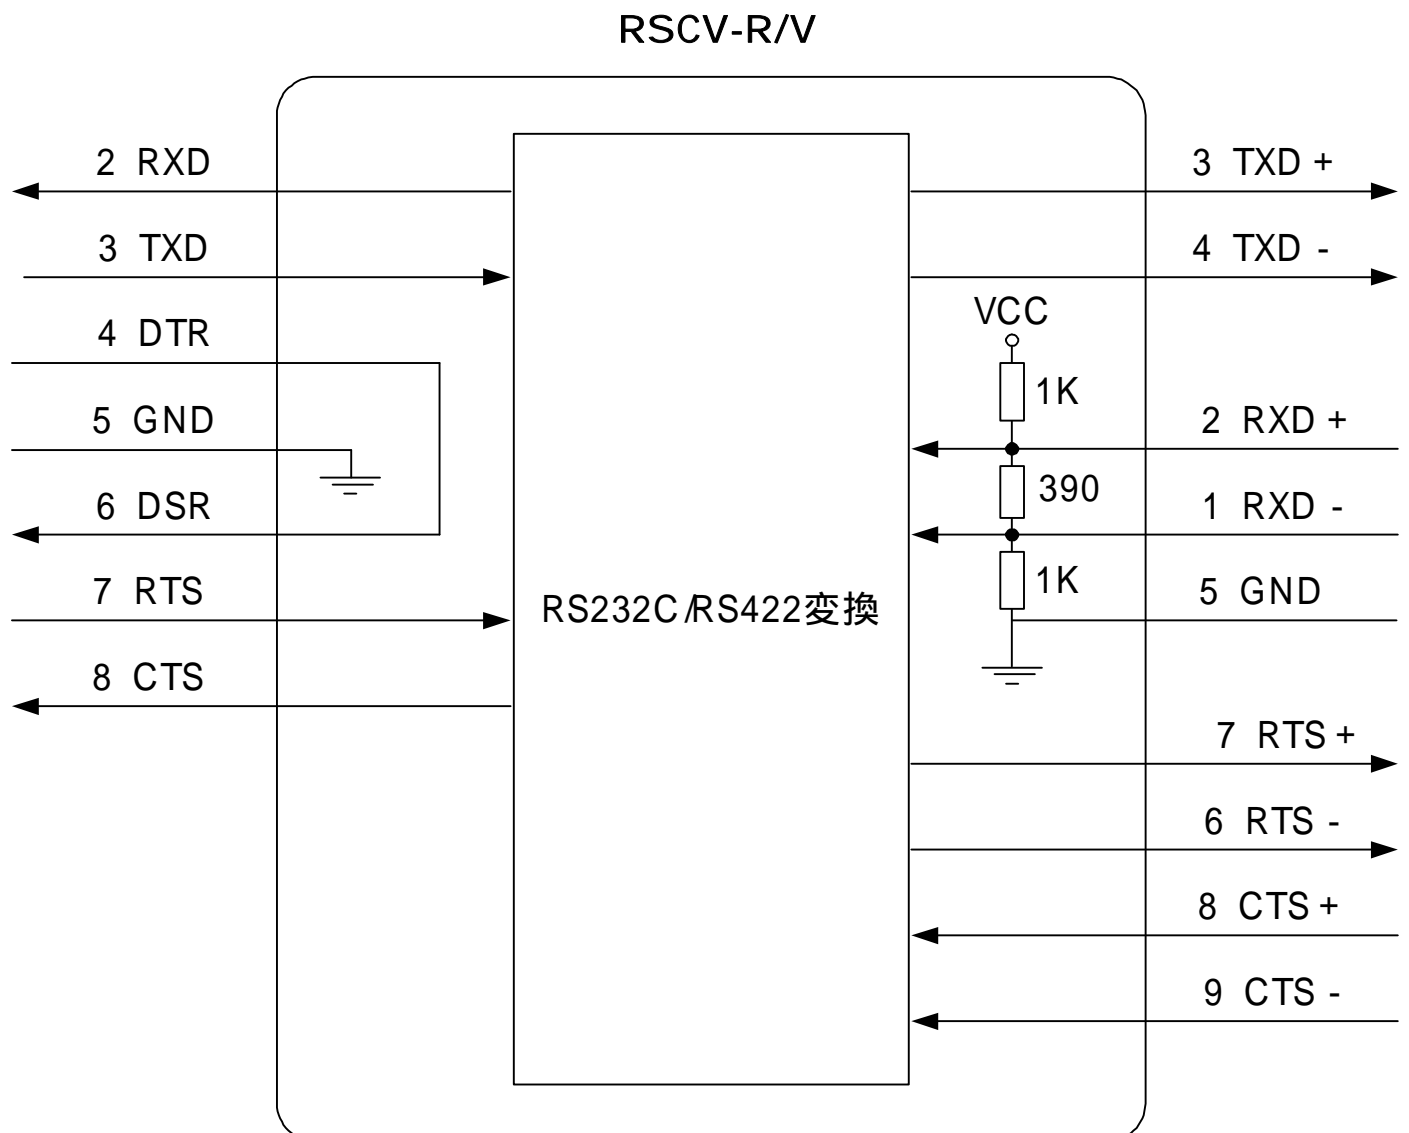 RSCV-R/V
2 RXD
3 TXD
4 DTR
5 GND
6 DSR
7 RTS
8 CTS
RS232C/RS422変換
VCC
1K
390
1K
3 TXD +
4 TXD -
2 RXD +
1 RXD -
5 GND
7 RTS +
6 RTS -
8 CTS +
9 CTS -